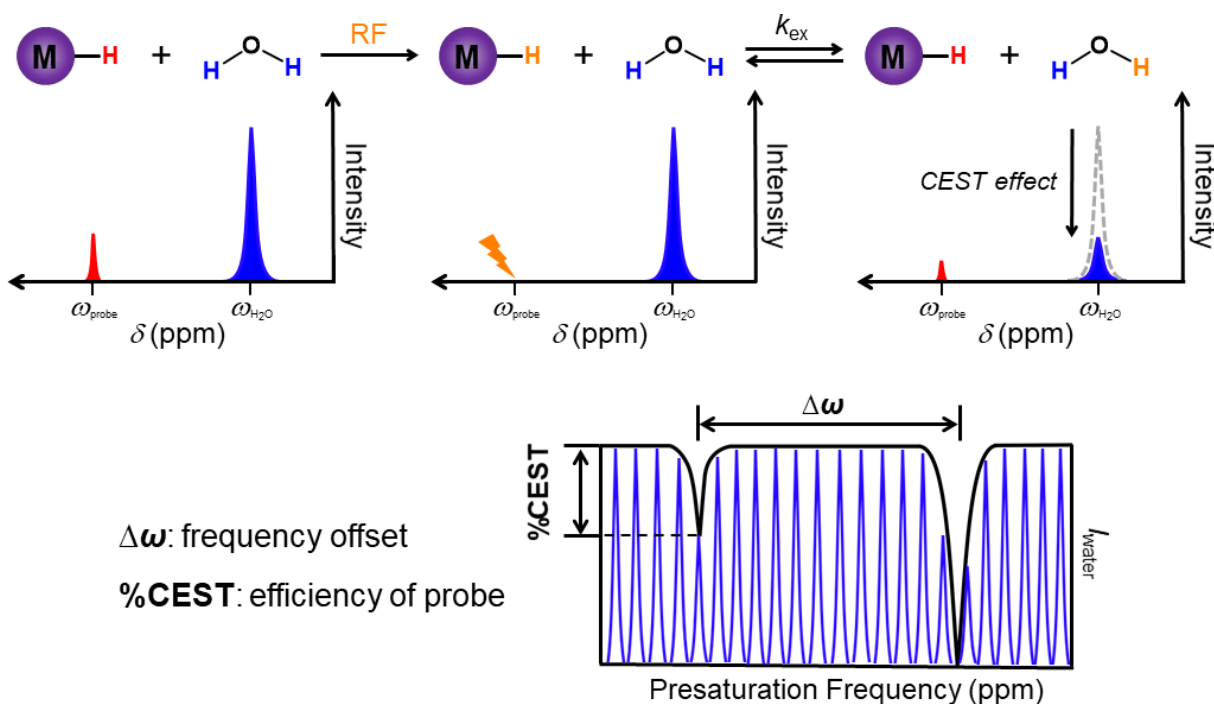 M H + O H H RF M H + O H H kex M H + O H H
Intensity Intensity CEST effect Intensity
ωprobe ωH2O ωprobe ωH2O ωprobe ωH2O
δ (ppm) δ (ppm) δ (ppm)
Δω
%CEST
Iwater
Δω: frequency offset
%CEST: efficiency of probe
Presaturation Frequency (ppm)